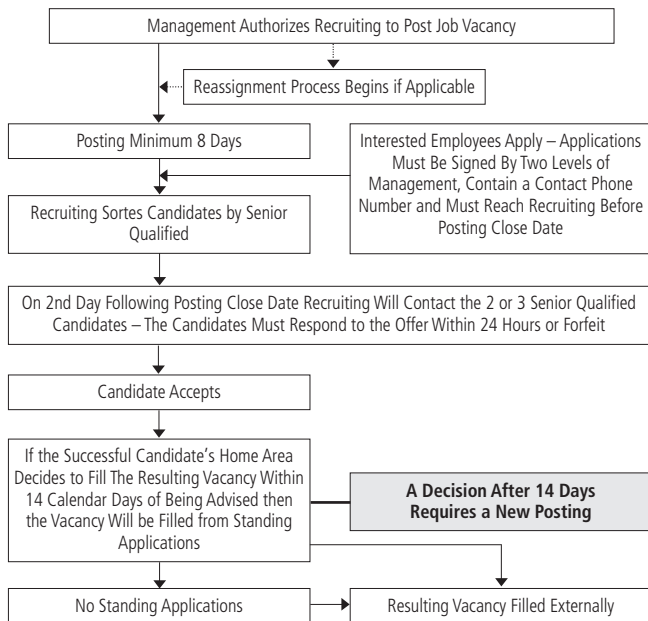 Management Authorizes Recruiting to Post Job Vacancy
Reassignment Process Begins if Applicable
Posting Minimum 8 Days
Interested Employees Apply – Applications
Must Be Signed By Two Levels of
Management, Contain a Contact Phone
Number and Must Reach Recruiting Before
Posting Close Date
Recruiting Sortes Candidates by Senior
Qualified
On 2nd Day Following Posting Close Date Recruiting Will Contact the 2 or 3 Senior Qualified
Candidates – The Candidates Must Respond to the Offer Within 24 Hours or Forfeit
Candidate Accepts
If the Successful Candidate's Home Area
Decides to Fill The Resulting Vacancy Within
14 Calendar Days of Being Advised then
the Vacancy Will be Filled from Standing
Applications
A Decision After 14 Days
Requires a New Posting
No Standing Applications
Resulting Vacancy Filled Externally